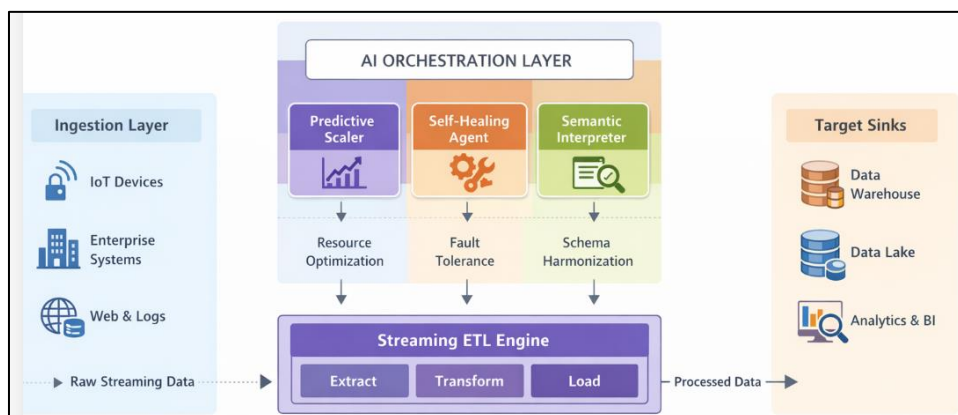 AI ORCHESTRATION LAYER
Ingestion Layer
IoT Devices
Enterprise
Systems
Web & Logs
Raw Streaming Data
Predictive
Scaler
Self-Healing
Agent
Semantic
Interpreter
Resource
Optimization
Fault
Tolerance
Schema
Harmonization
Streaming ETL Engine
Extract
Transform
Load
Processed Data
Target Sinks
Data
Warehouse
Data Lake
Analytics & BI